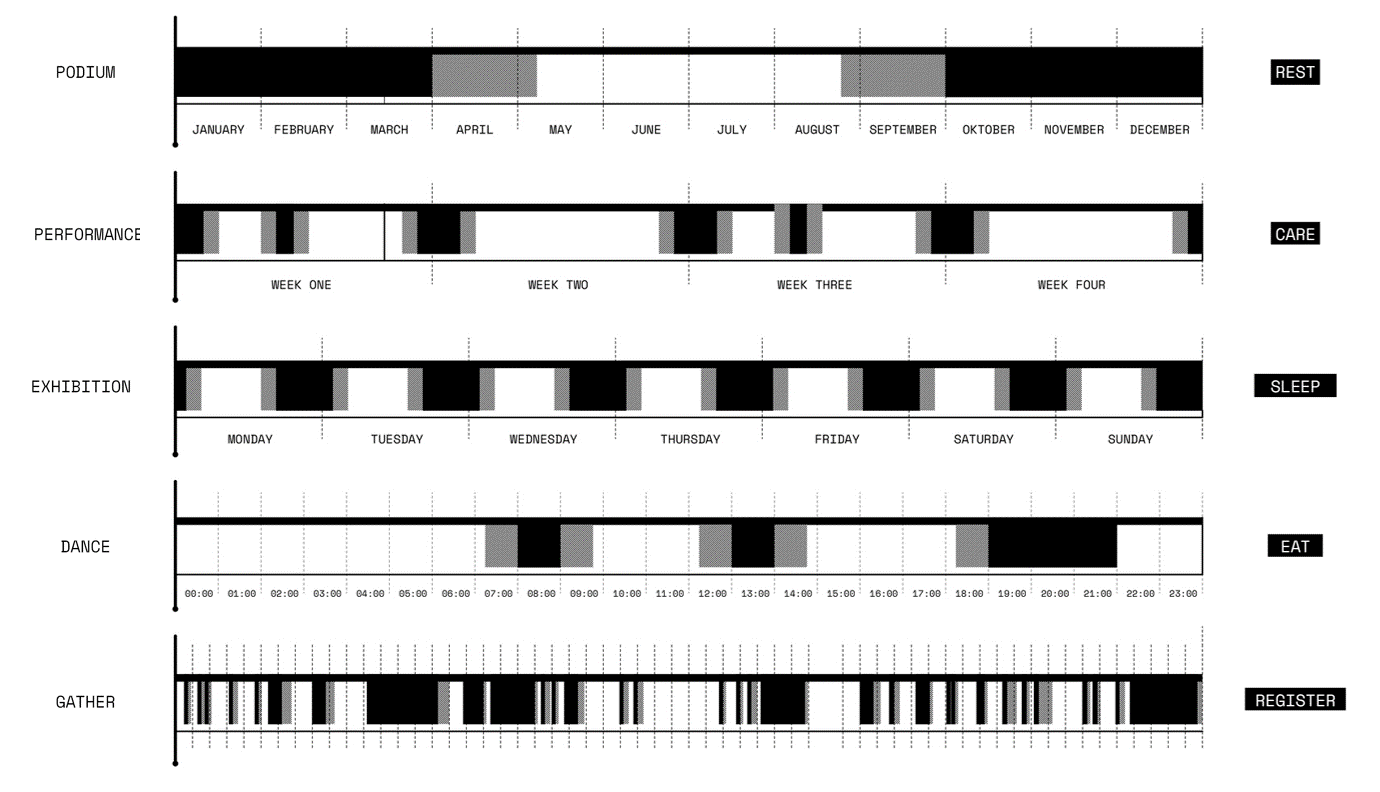 PODIUM
REST
JANUARY FEBRUARY MARCH APRIL MAY JUNE JULY AUGUST SEPTEMBER OKTOBER NOVEMBER DECEMBER
PERFORMANCE
CARE
WEEK ONE WEEK TWO WEEK THREE WEEK FOUR
EXHIBITION
SLEEP
MONDAY TUESDAY WEDNESDAY THURSDAY FRIDAY SATURDAY SUNDAY
DANCE
EAT
00:00 01:00 02:00 03:00 04:00 05:00 06:00 07:00 08:00 09:00 10:00 11:00 12:00 13:00 14:00 15:00 16:00 17:00 18:00 19:00 20:00 21:00 22:00 23:00
GATHER
REGISTER